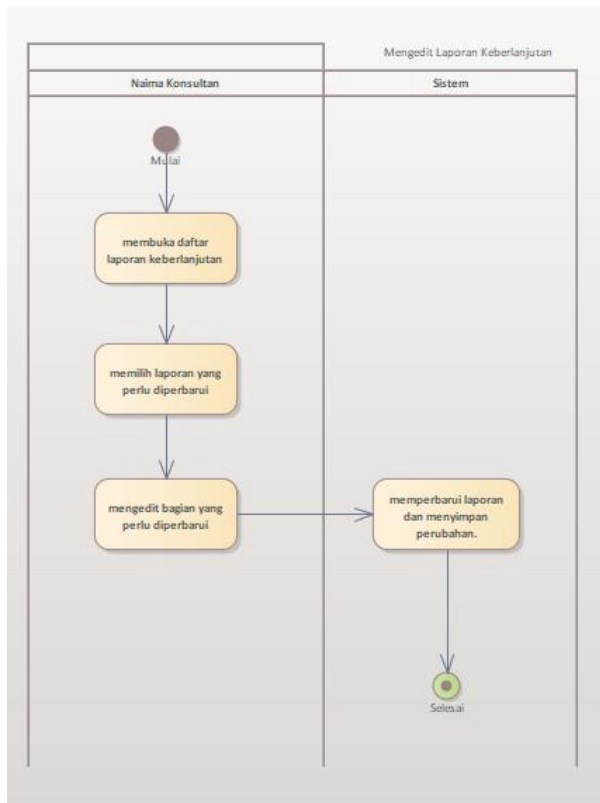 Mengedit Laporan Keberlanjutan
Naima Konsultan
Sistem
Mulai
membuka daftar
laporan keberlanjutan
memilih laporan yang
perlu diperbarui
mengedit bagian yang
perlu diperbarui
memperbarui laporan
dan menyimpan
perubahan.
Selesai